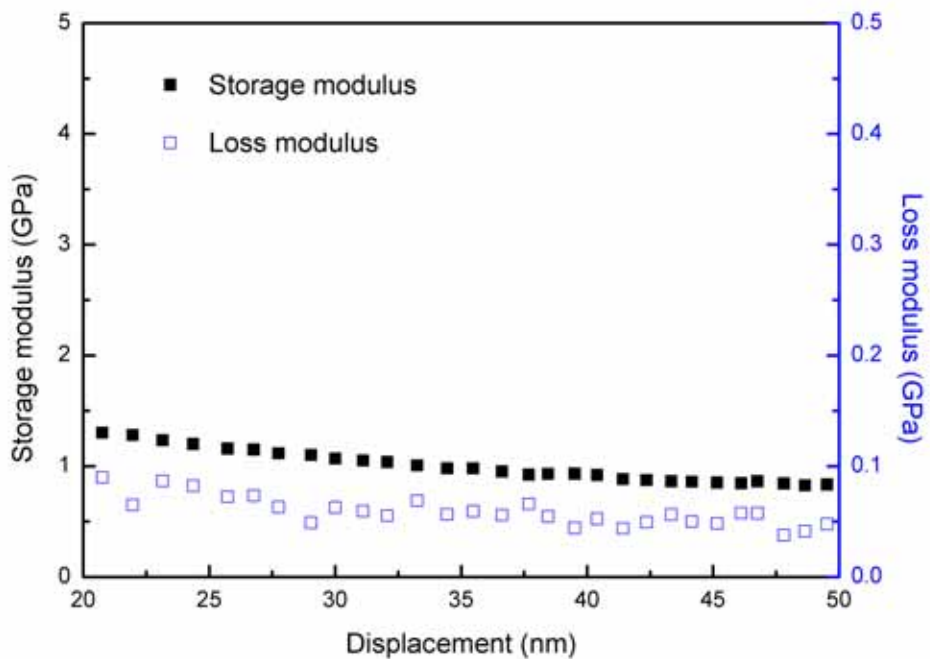 Storage modulus
Loss modulus
Storage modulus (GPa)
5
4
3
2
1
0
Loss modulus (GPa)
0.5
0.4
0.3
0.2
0.1
0.0
20 25 30 35 40 45 50
Displacement (nm)